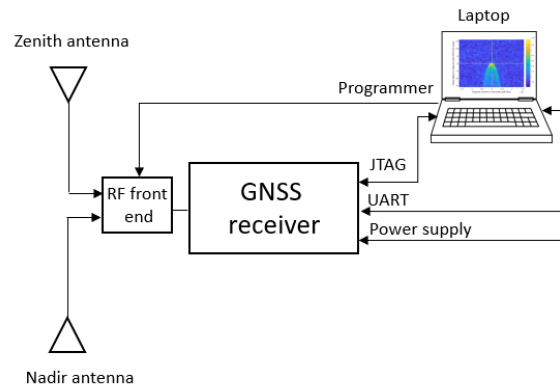 Laptop
Zenith antenna
Programmer
JTAG
RF front
end
GNSS
receiver
UART
Power supply
Nadir antenna